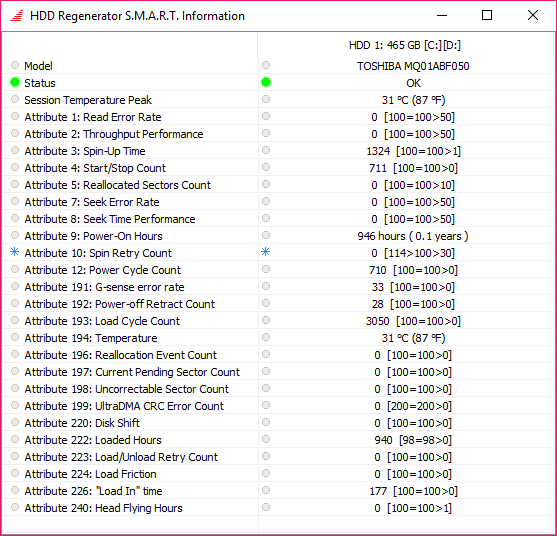 HDD Regenerator S.M.A.R.T. Information
HDD 1: 465 GB [C:][D:]
Model TOSHIBA MQ01ABF050
Status OK
Session Temperature Peak 31 ºC (87 ºF)
Attribute 1: Read Error Rate 0 [100=100>50]
Attribute 2: Throughput Performance 0 [100=100>50]
Attribute 3: Spin-Up Time 1324 [100=100>1]
Attribute 4: Start/Stop Count 711 [100=100>0]
Attribute 5: Reallocated Sectors Count 0 [100=100>10]
Attribute 7: Seek Error Rate 0 [100=100>50]
Attribute 8: Seek Time Performance 0 [100=100>50]
Attribute 9: Power-On Hours 946 hours ( 0.1 years )
Attribute 10: Spin Retry Count 0 [114>100>30]
Attribute 12: Power Cycle Count 710 [100=100>0]
Attribute 191: G-sense error rate 33 [100=100>0]
Attribute 192: Power-off Retract Count 28 [100=100>0]
Attribute 193: Load Cycle Count 3050 [100=100>0]
Attribute 194: Temperature 31 ºC (87 ºF)
Attribute 196: Reallocation Event Count 0 [100=100>0]
Attribute 197: Current Pending Sector Count 0 [100=100>0]
Attribute 198: Uncorrectable Sector Count 0 [100=100>0]
Attribute 199: UltraDMA CRC Error Count 0 [200=200>0]
Attribute 220: Disk Shift 0 [100=100>0]
Attribute 222: Loaded Hours 940 [98=98>0]
Attribute 223: Load/Unload Retry Count 0 [100=100>0]
Attribute 224: Load Friction 0 [100=100>0]
Attribute 226: "Load In" time 177 [100=100>0]
Attribute 240: Head Flying Hours 0 [100=100>1]